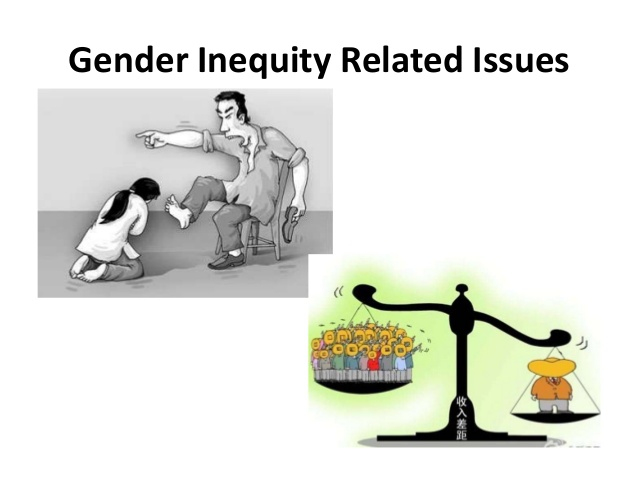 Gender Inequity Related Issues
收入差距